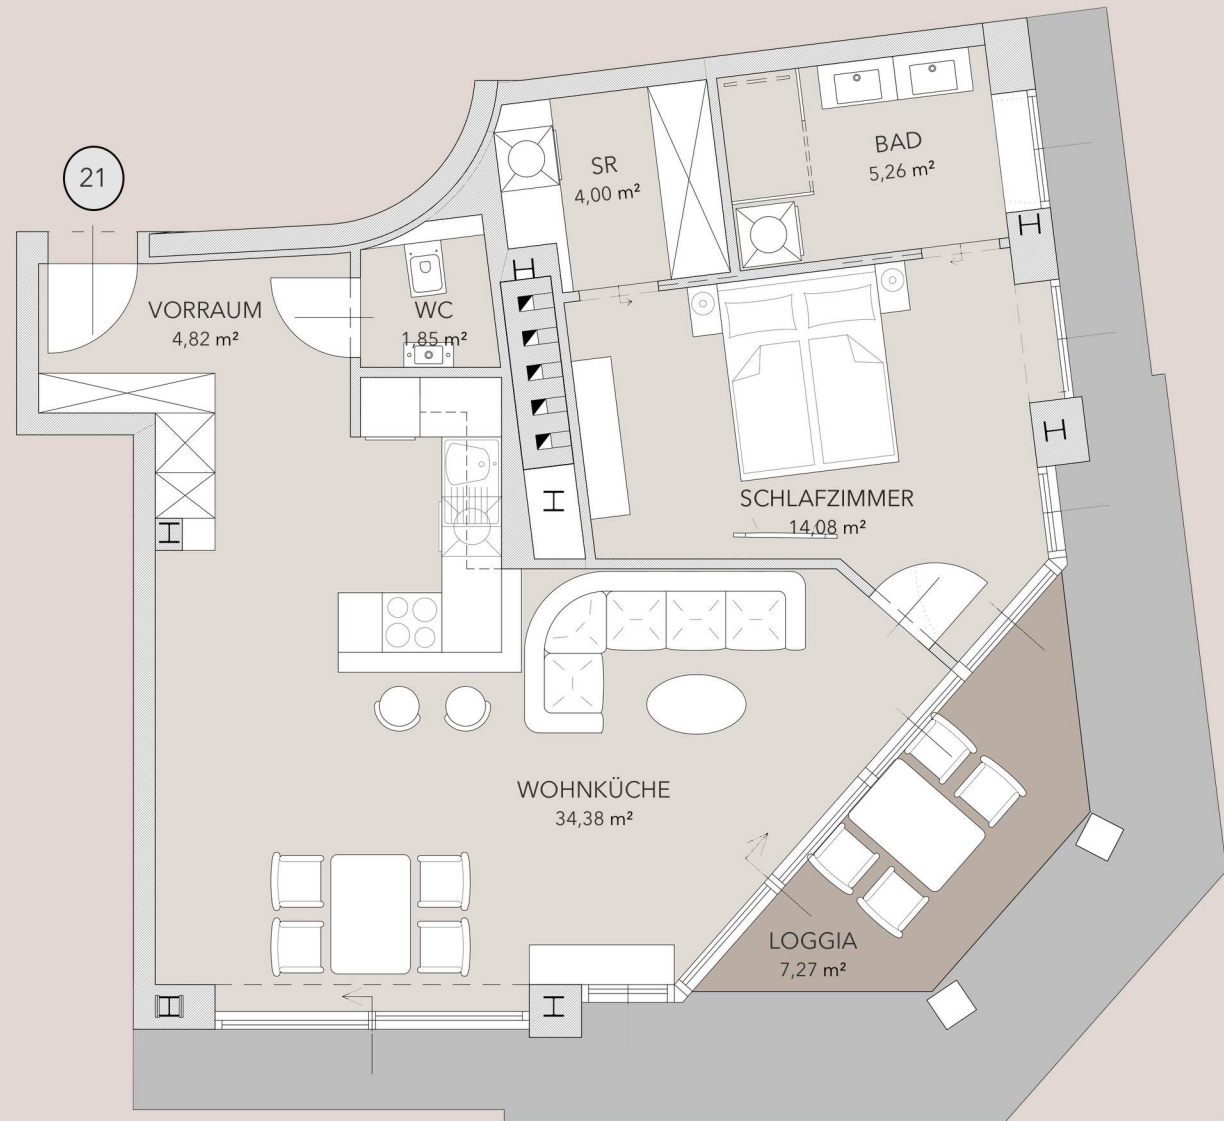 21
SR
4,00 m²
BAD
5,26 m²
VORRAUM
4,82 m²
WC
1,85 m²
SCHLAFZIMMER
14,08 m²
WOHNKÜCHE
34,38 m²
LOGGIA
7,27 m²